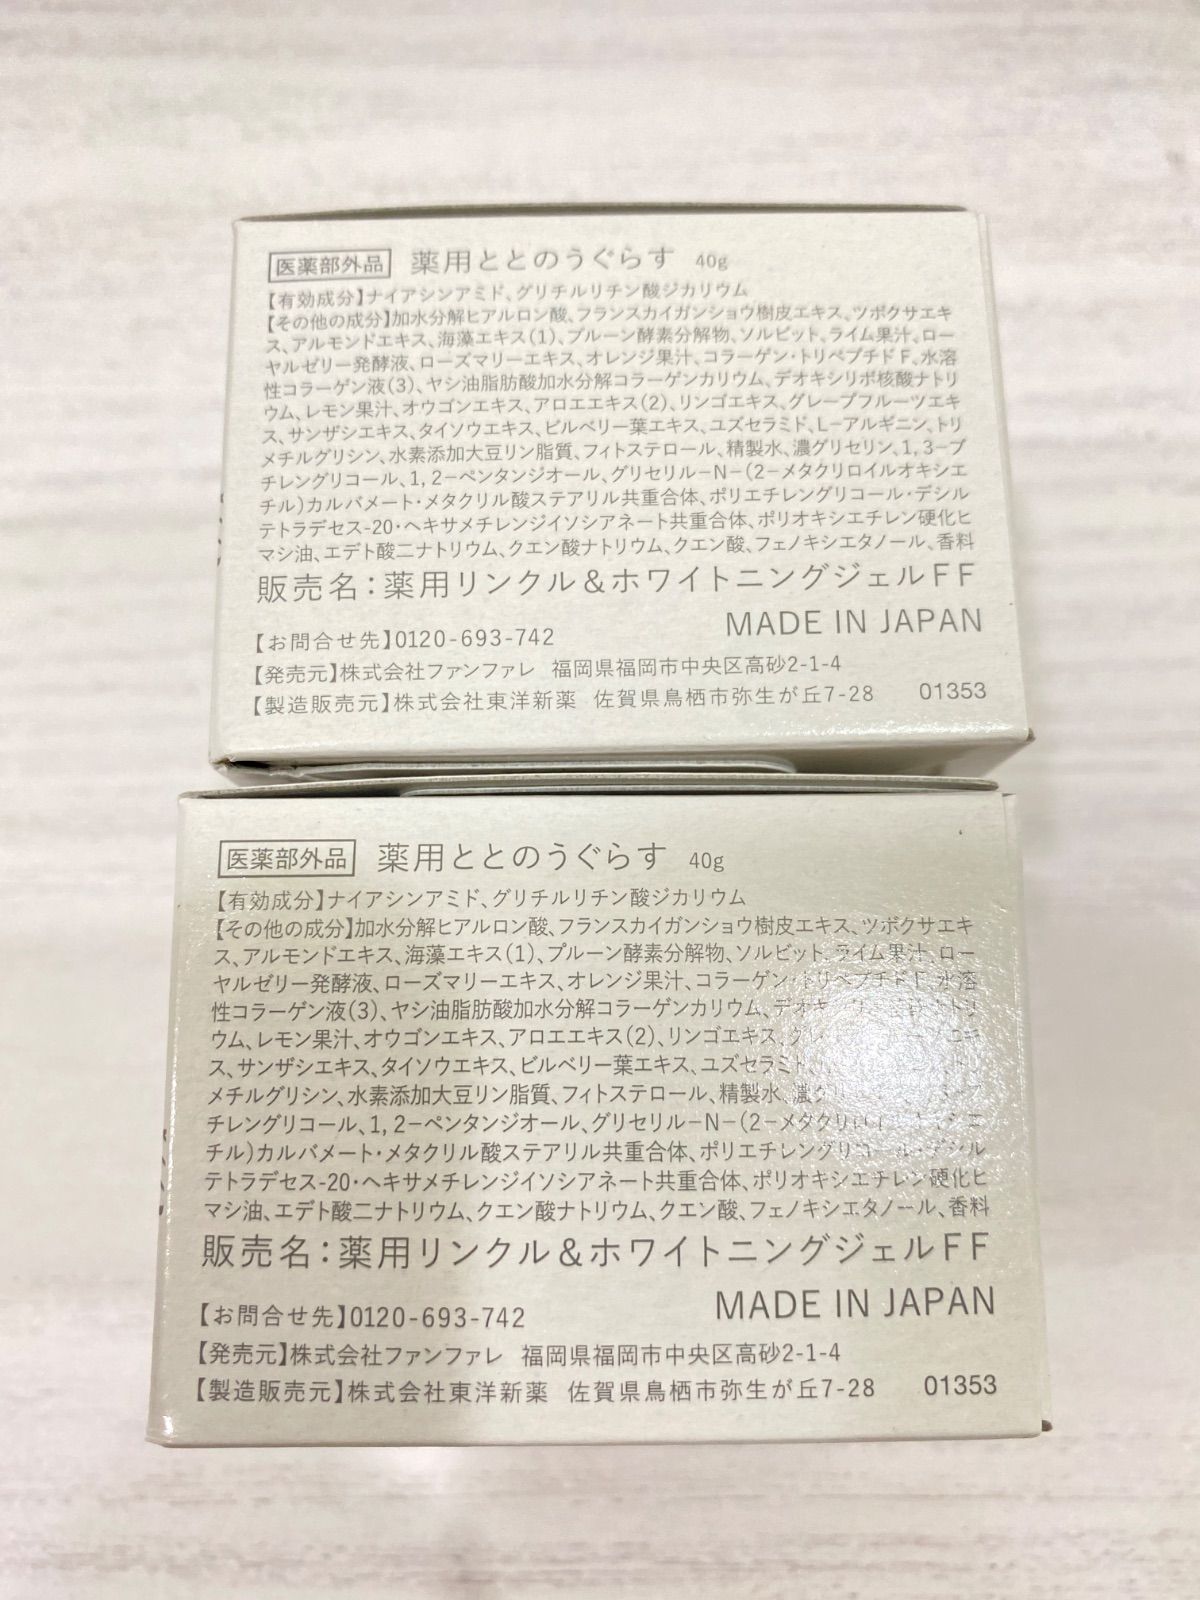 医薬部外品 薬用ととのうぐらす 40g
【有効成分】ナイアシンアミド、グリチルリチン酸ジカリウム
【その他の成分】加水分解ヒアルロン酸、フランスカイガンショウ樹皮エキス、ツボクサエキ
ス、アルモンドエキス、海藻エキス(1)、プルーン酵素分解物、ソルビット、ライム果汁、ロー
ヤルゼリー発酵液、ローズマリーエキス、オレンジ果汁、コラーゲン・トリペプチドF、水溶
性コラーゲン液(3)、ヤシ油脂肪酸加水分解コラーゲンカリウム、デオキシリボ核酸ナトリ
ウム、レモン果汁、オウゴンエキス、アロエエキス(2)、リンゴエキス、グレープフルーツエキ
ス、サンザシエキス、タイソウエキス、ビルベリー葉エキス、ユズセラミド、L-アルギニン、トリ
メチルグリシン、水素添加大豆リン脂質、フィトステロール、精製水、濃グリセリン、1,3-ブ
チレングリコール、1,2-ペンタンジオール、グリセリル-N-(2-メタクリロイルオキシエ
チル)カルバメート・メタクリル酸ステアリル共重合体、ポリエチレングリコール・デシル
テトラデセス-20・ヘキサメチレンジイソシアネート共重合体、ポリオキシエチレン硬化ヒ
マシ油、エデト酸二ナトリウム、クエン酸ナトリウム、クエン酸、フェノキシエタノール、香料
販売名:薬用リンクル&ホワイトニングジェルFF
MADE IN JAPAN
【お問合せ先】0120-693-742
【発売元】株式会社ファンファレ 福岡県福岡市中央区高砂2-1-4
【製造販売元】株式会社東洋新薬 佐賀県鳥栖市弥生が丘7-28 01353
医薬部外品 薬用ととのうぐらす 40g
【有効成分】ナイアシンアミド、グリチルリチン酸ジカリウム
【その他の成分】加水分解ヒアルロン酸、フランスカイガンショウ樹皮エキス、ツボクサエキ
ス、アルモンドエキス、海藻エキス(1)、プルーン酵素分解物、ソルビット、ライム果汁、ロー
ヤルゼリー発酵液、ローズマリーエキス、オレンジ果汁、コラーゲン・トリペプチドF、水溶
性コラーゲン液(3)、ヤシ油脂肪酸加水分解コラーゲンカリウム、
ウム、レモン果汁、オウゴンエキス、アロエエキス(2)、リンゴエキス、
ス、サンザシエキス、タイソウエキス、ビルベリー葉エキス、ユズセラミド、
メチルグリシン、水素添加大豆リン脂質、フィトステロール、精製水、
チレングリコール、1,2-ペンタンジオール、グリセリル-N-
チル)カルバメート・メタクリル酸ステアリル共重合体、ポリエチレングリコール・デシル
テトラデセス-20・ヘキサメチレンジイソシアネート共重合体、ポリオキシエチレン硬化ヒ
マシ油、エデト酸二ナトリウム、クエン酸ナトリウム、クエン酸、フェノキシエタノール、香料
販売名:薬用リンクル&ホワイトニングジェルFF
MADE IN JAPAN
【お問合せ先】0120-693-742
【発売元】株式会社ファンファレ 福岡県福岡市中央区高砂2-1-4
【製造販売元】株式会社東洋新薬 佐賀県鳥栖市弥生が丘7-28 01353